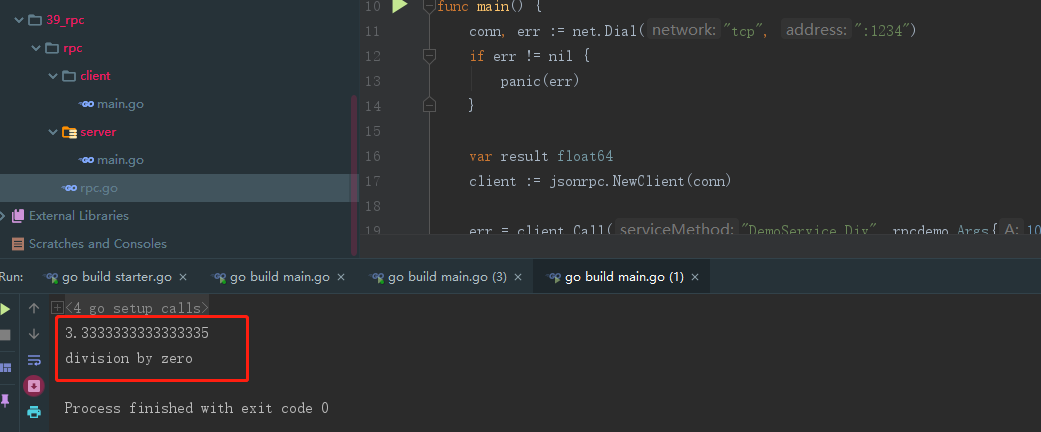 39_rpc
rpc
client
main.go
server
main.go
rpc.go
External Libraries
Scratches and Consoles
10 func main() {
11 conn, err := net.Dial( network: "tcp", address: ":1234")
12 if err != nil {
13 panic(err)
14 }
15
16 var result float64
17 client := jsonrpc.NewClient(conn)
18
19 err = client.Call( serviceMethod: "DemoService.Div", rpcdemo.Args{ A: 10
Run: go build starter.go × go build main.go × go build main.go (3) × go build main.go (1) ×
<4 go setup calls>
3.3333333333333335
division by zero
Process finished with exit code 0